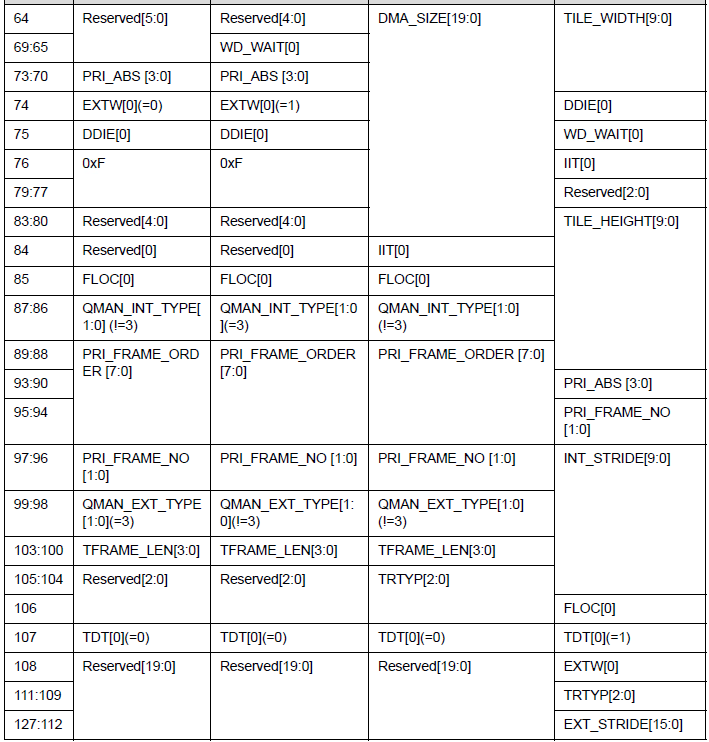 64 Reserved[5:0] Reserved[4:0] DMA_SIZE[19:0] TILE_WIDTH[9:0]
69:65 WD_WAIT[0]
73:70 PRI_ABS [3:0] PRI_ABS [3:0]
74 EXTW[0](=0) EXTW[0](=1) DDIE[0]
75 DDIE[0] DDIE[0] WD_WAIT[0]
76 0xF 0xF IIT[0]
79:77 Reserved[2:0]
83:80 Reserved[4:0] Reserved[4:0] TILE_HEIGHT[9:0]
84 Reserved[0] Reserved[0] IIT[0]
85 FLOC[0] FLOC[0] FLOC[0]
87:86 QMAN_INT_TYPE[ QMAN_INT_TYPE[1:0 QMAN_INT_TYPE[1:0]
1:0] (!=3) ](=3) (!=3)
89:88 PRI_FRAME_ORD PRI_FRAME_ORDER PRI_FRAME_ORDER [7:0]
ER [7:0] [7:0]
93:90 PRI_ABS [3:0]
95:94 PRI_FRAME_NO
[1:0]
97:96 PRI_FRAME_NO PRI_FRAME_NO [1:0] PRI_FRAME_NO [1:0] INT_STRIDE[9:0]
[1:0]
99:98 QMAN_EXT_TYPE QMAN_EXT_TYPE[1: QMAN_EXT_TYPE[1:0]
[1:0](=3) 0](!=3) (!=3)
103:100 TFRAME_LEN[3:0] TFRAME_LEN[3:0] TFRAME_LEN[3:0]
105:104 Reserved[2:0] Reserved[2:0] TRTYP[2:0]
106 FLOC[0]
107 TDT[0](=0) TDT[0](=0) TDT[0](=0) TDT[0](=1)
108 Reserved[19:0] Reserved[19:0] Reserved[19:0] EXTW[0]
111:109 TRTYP[2:0]
127:112 EXT_STRIDE[15:0]